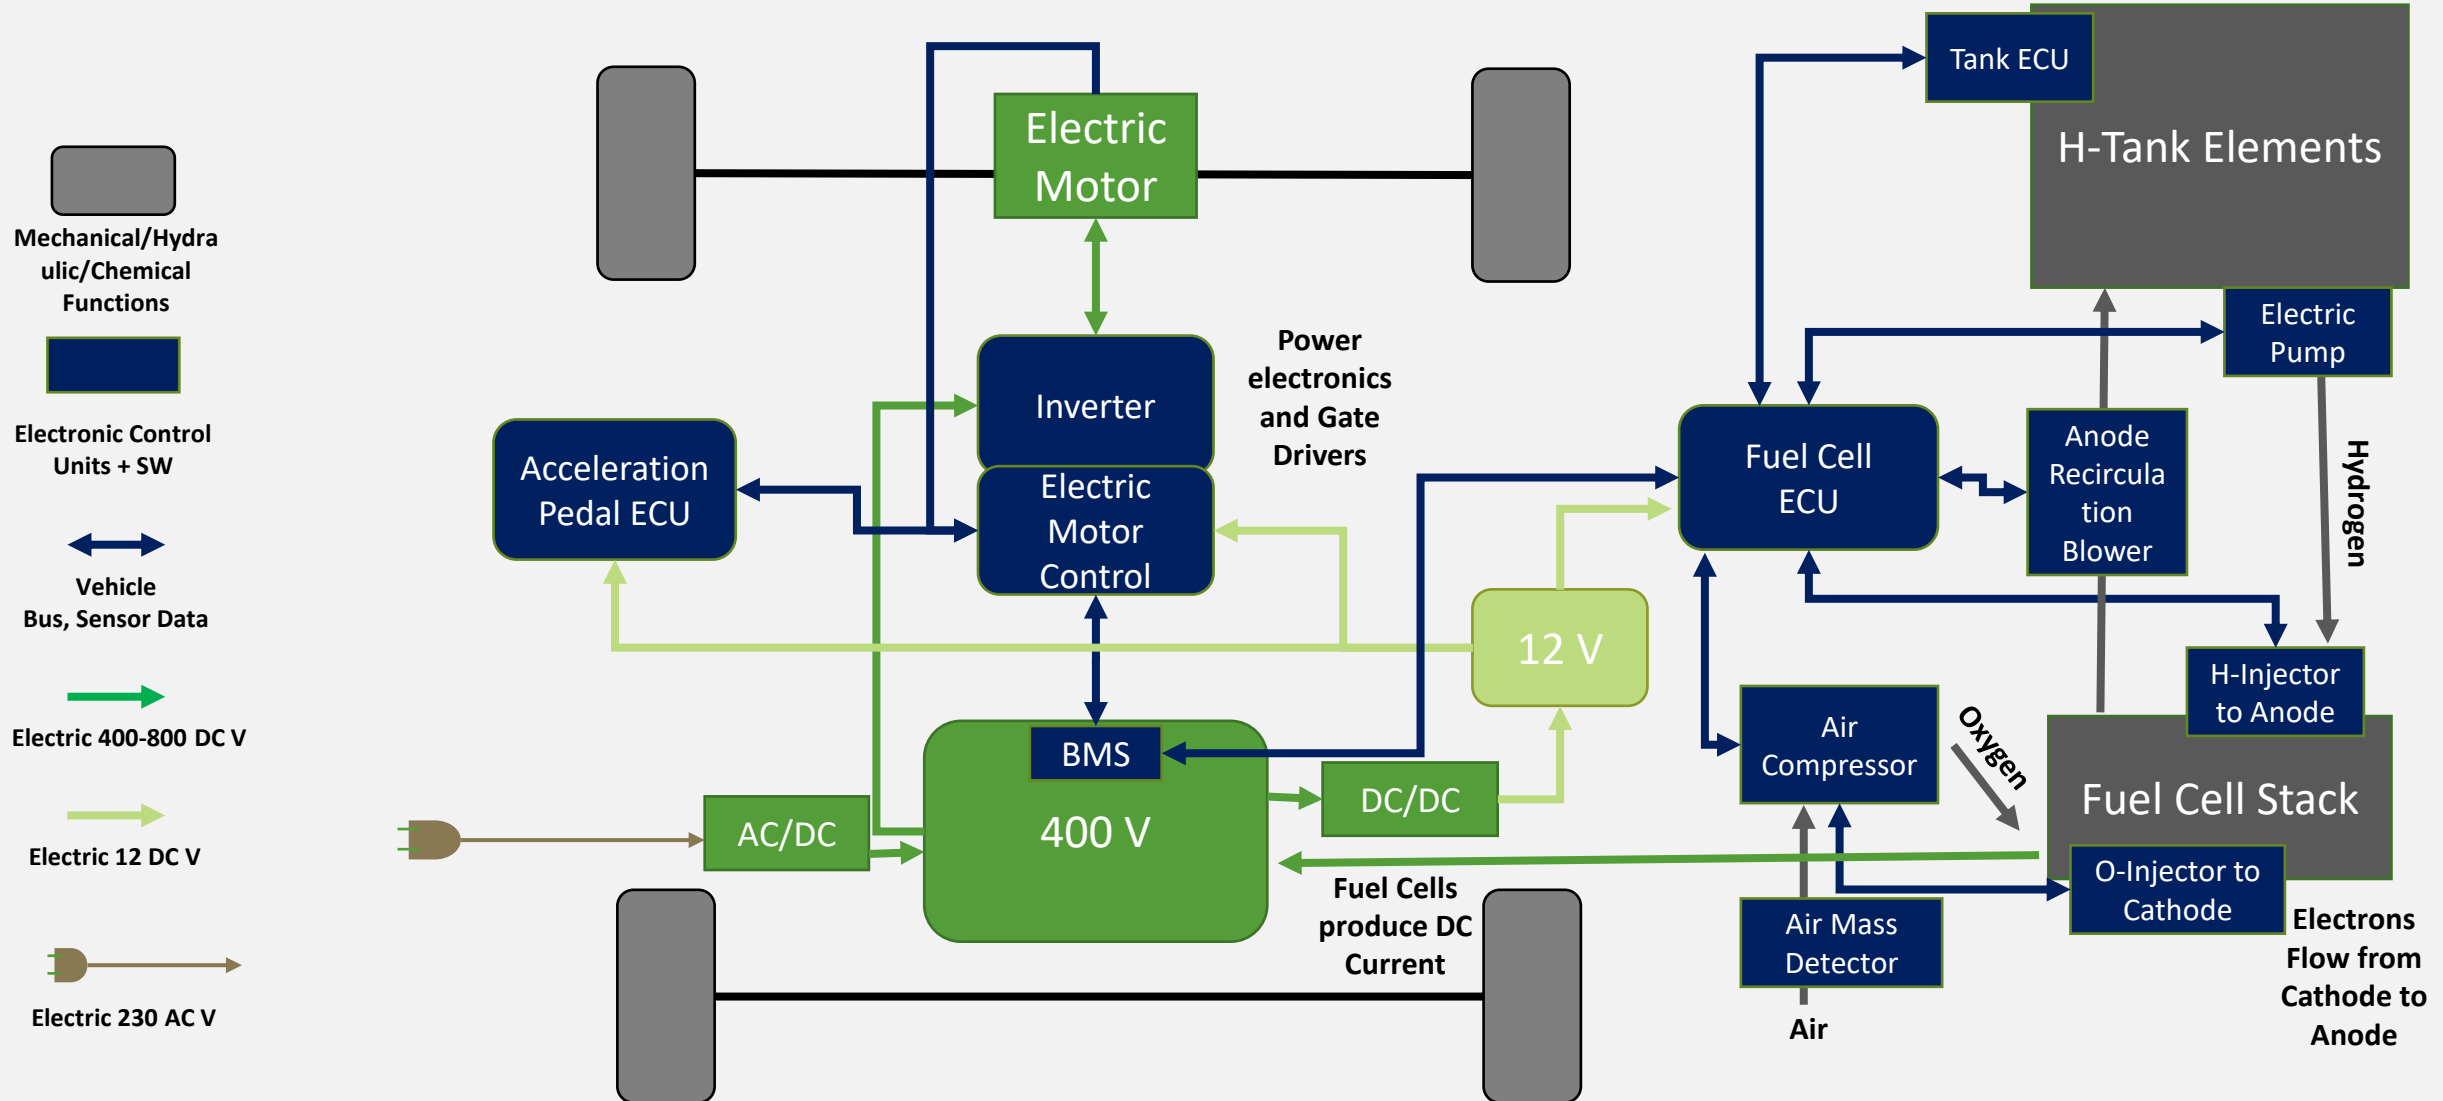 Mechanical/Hydra
ulic/Chemical
Functions
Electronic Control
Units + SW
Vehicle
Bus, Sensor Data
Electric 400-800 DC V
Electric 12 DC V
Electric 230 AC V
Electric
Motor
Inverter
Power
electronics
and Gate
Drivers
Acceleration
Pedal ECU
Electric
Motor
Control
12 V
BMS
400 V
AC/DC
DC/DC
Fuel Cells
produce DC
Current
Tank ECU
H-Tank Elements
Electric
Pump
Fuel Cell
ECU
Anode
Recircula
tion
Blower
Hydrogen
H-Injector
to Anode
Air
Compressor
Oxygen
Fuel Cell Stack
O-Injector to
Cathode
Air Mass
Detector
Air
Electrons
Flow from
Cathode to
Anode